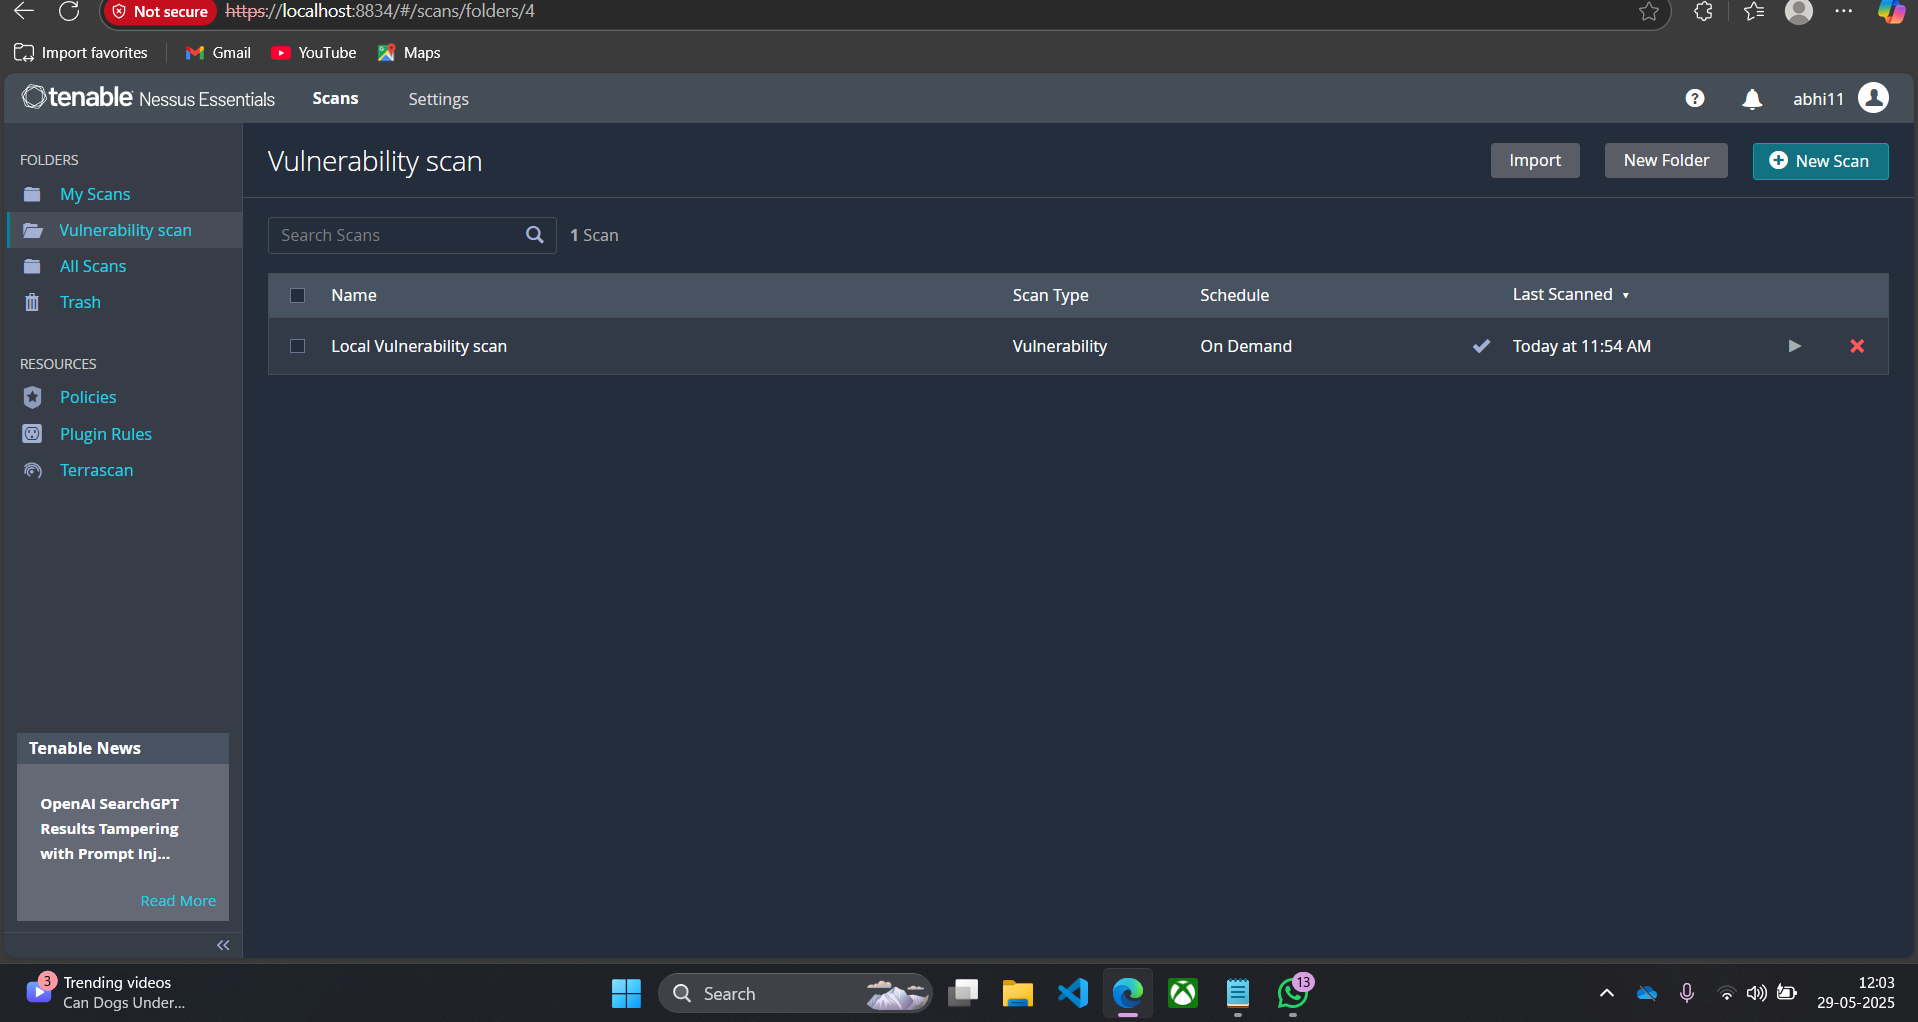 Not secure https://localhost:8834/#/scans/folders/4
Import favorites Gmail YouTube Maps
tenable Nessus Essentials Scans Settings abhi11
FOLDERS
My Scans
Vulnerability scan
All Scans
Trash
RESOURCES
Policies
Plugin Rules
Terrascan
Tenable News
OpenAI SearchGPT
Results Tampering
with Prompt Inj...
Read More
Vulnerability scan Import New Folder New Scan
Search Scans 1 Scan
Name Scan Type Schedule Last Scanned
Local Vulnerability scan Vulnerability On Demand Today at 11:54 AM
3 Trending videos
Can Dogs Under...
Search
13
12:03
29-05-2025